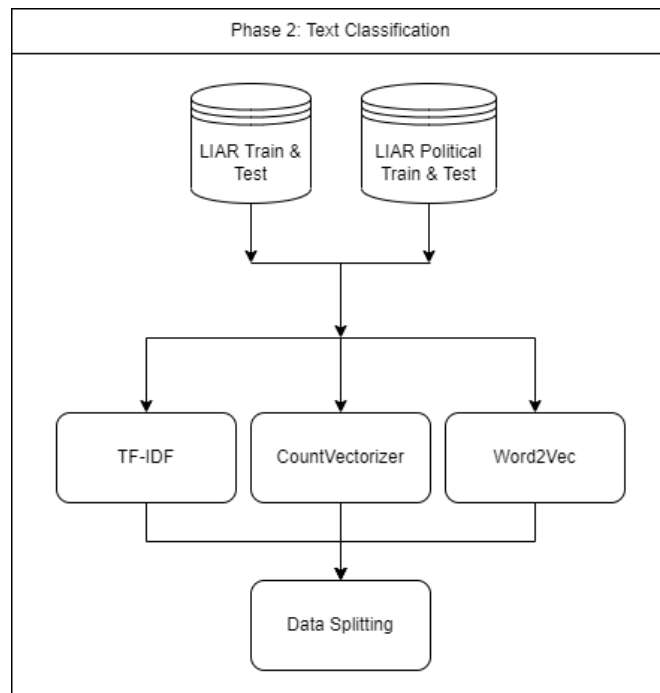 Phase 2: Text Classification
LIAR Train &
Test
LIAR Political
Train & Test
TF-IDF
CountVectorizer
Word2Vec
Data Splitting